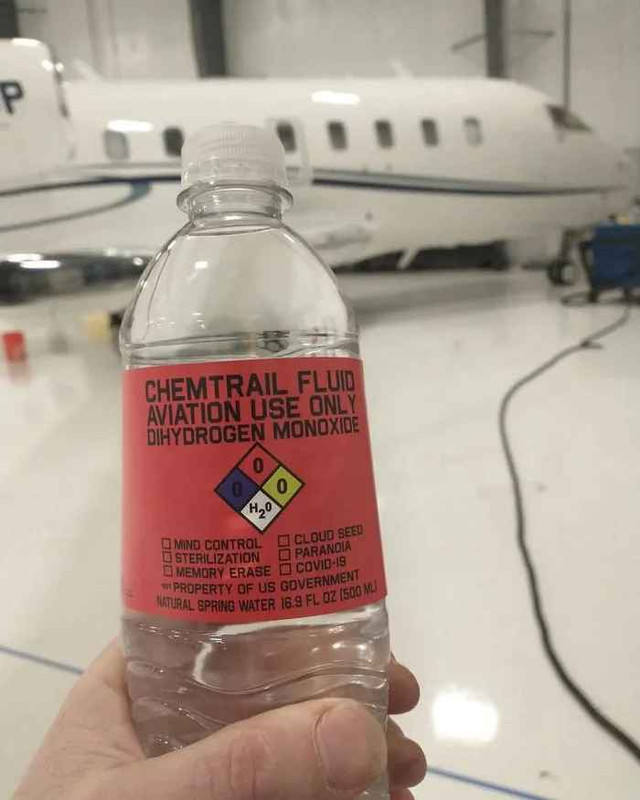 P
CHEMTRAIL FLUID
AVIATION USE ONLY
DIHYDROGEN MONOXIDE
0
0 0
H2O
MIND CONTROL
STERILIZATION
MEMORY ERASE
CLOUD SEED
PARANOIA
COVID-19
PROPERTY OF US GOVERNMENT
NATURAL SPRING WATER 16.9 FL OZ (500 ML)